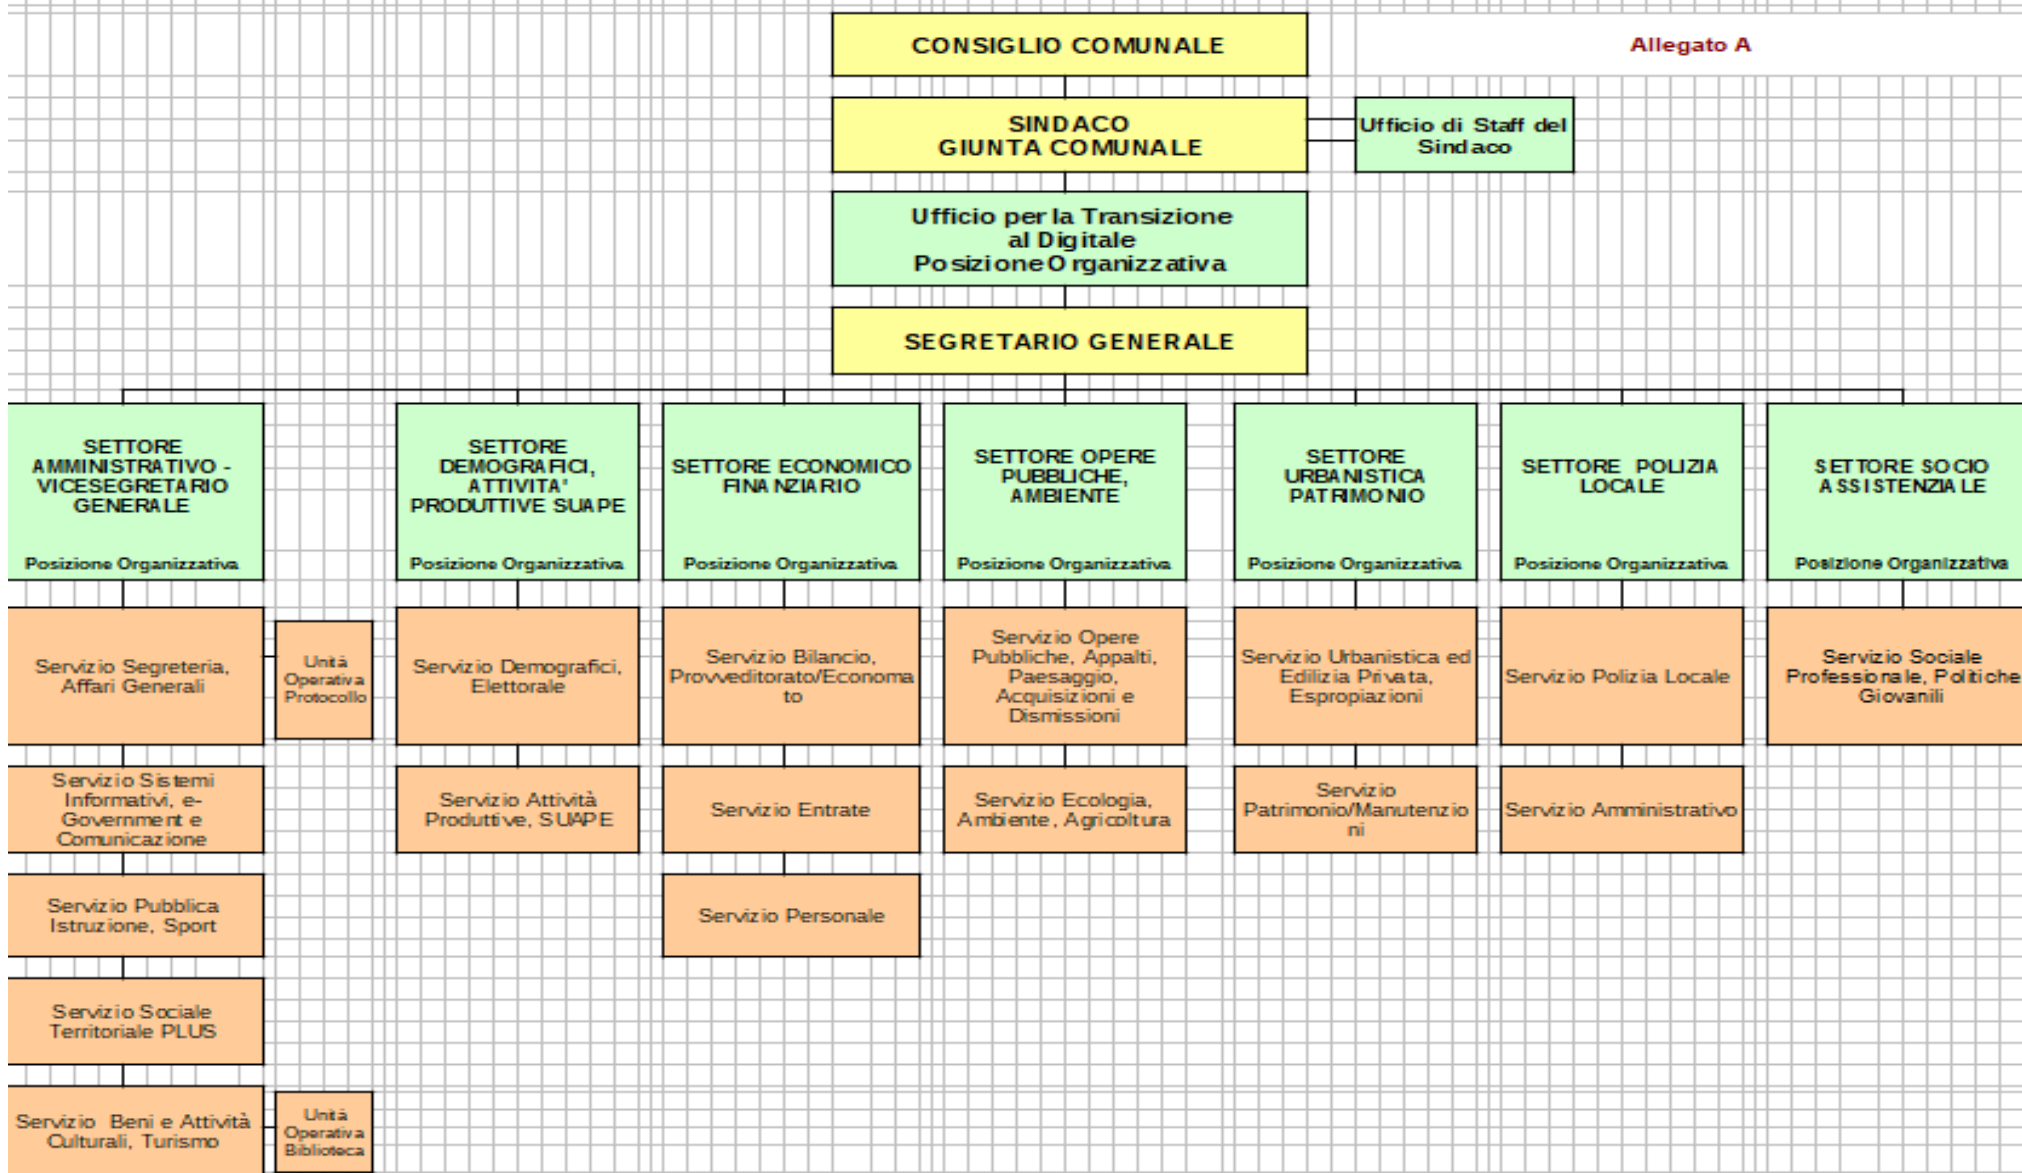 CONSIGLIO COMUNALE
Allegato A
SINDACO
GIUNTA COMUNALE
Ufficio di Staff del
Sindaco
Ufficio per la Transizione
al Digitale
Posizione Organizzativa
SEGRETARIO GENERALE
SETTORE
AMMINISTRATIVO -
VICESEGRETARIO
GENERALE
Posizione Organizzativa
SETTORE
DEMOGRAFICI,
ATTIVITA'
PRODUTTIVE SUAPE
Posizione Organizzativa
SETTORE ECONOMICO
FINANZIARIO
Posizione Organizzativa
SETTORE OPERE
PUBBLICHE,
AMBIENTE
Posizione Organizzativa
SETTORE
URBANISTICA
PATRIMONIO
Posizione Organizzativa
SETTORE POLIZIA
LOCALE
Posizione Organizzativa
SETTORE SOCIO
ASSISTENZIALE
Posizione Organizzativa
Servizio Segreteria,
Affari Generali
Unità
Operativa
Protocollo
Servizio Demografici,
Elettorale
Servizio Bilancio,
Provveditorato/Economa
to
Servizio Opere
Pubbliche, Appalti,
Paesaggio,
Acquisizioni e
Dismissioni
Servizio Urbanistica ed
Edilizia Privata,
Espropiazioni
Servizio Polizia Locale
Servizio Sociale
Professionale, Politiche
Giovanili
Servizio Sistemi
Informativi, e-
Government e
Comunicazione
Servizio Attività
Produttive, SUAPE
Servizio Entrate
Servizio Ecologia,
Ambiente, Agricoltura
Servizio
Patrimonio/Manutenzio
ni
Servizio Amministrativo
Servizio Pubblica
Istruzione, Sport
Servizio Personale
Servizio Sociale
Territoriale PLUS
Servizio Beni e Attività
Culturali, Turismo
Unità
Operativa
Biblioteca